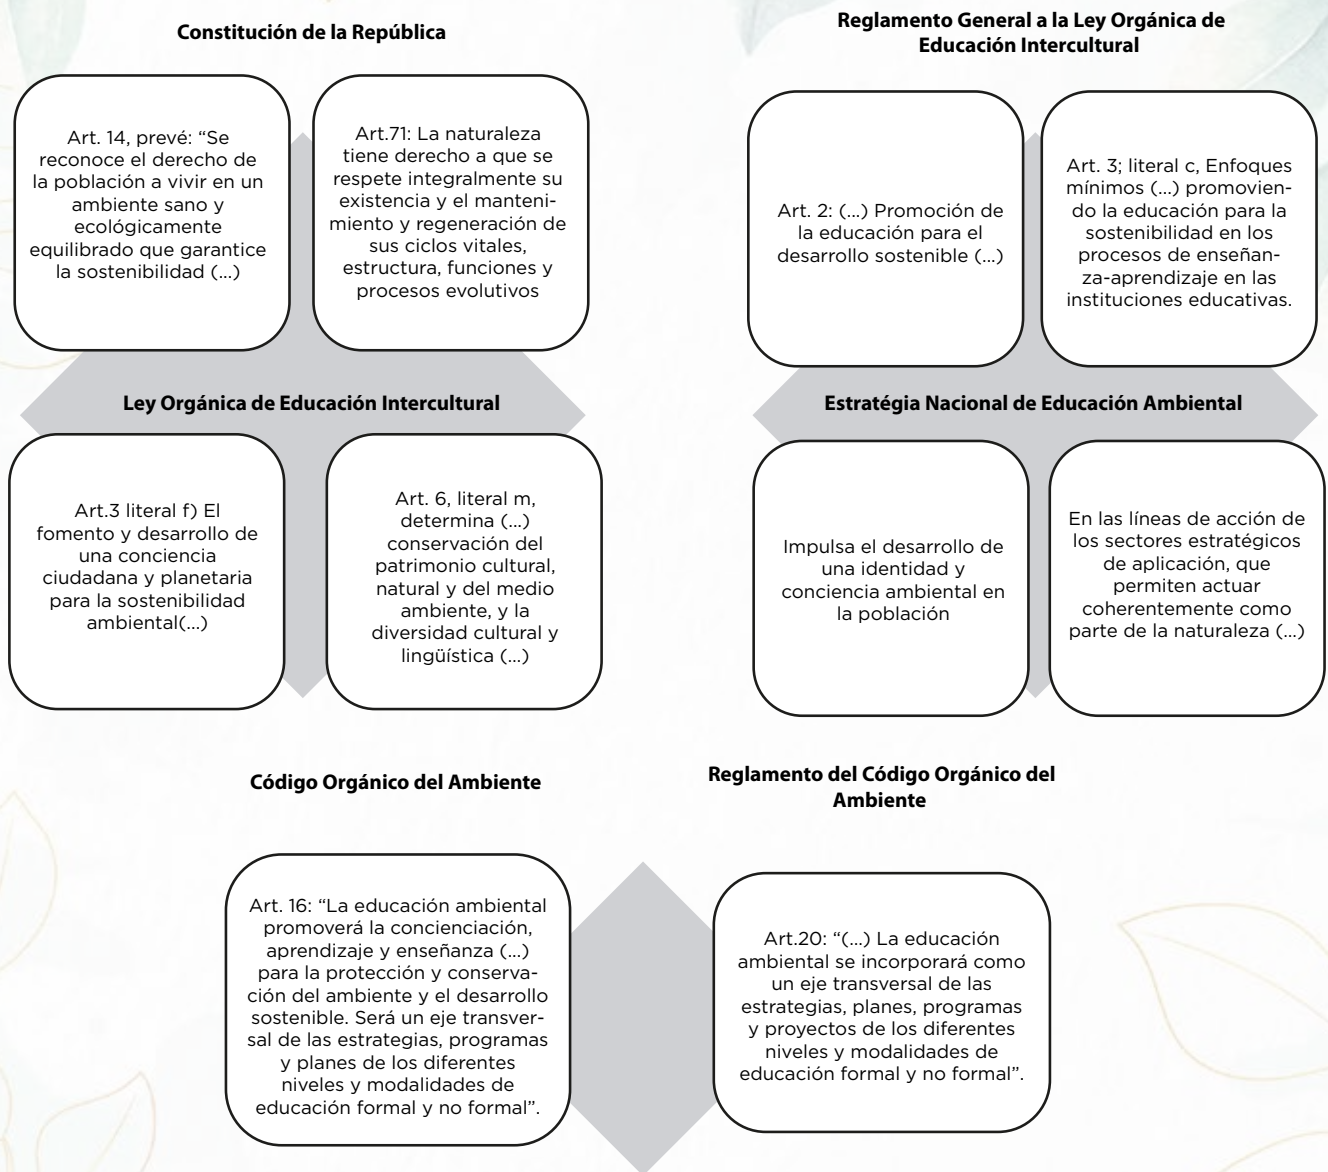 Constitución de la República
Art. 14, prevé: “Se
reconoce el derecho de
la población a vivir en un
ambiente sano y
ecológicamente
equilibrado que garantice
la sostenibilidad (...)
Art.71: La naturaleza
tiene derecho a que se
respete integralmente su
existencia y el manteni-
miento y regeneración de
sus ciclos vitales,
estructura, funciones y
procesos evolutivos
Ley Orgánica de Educación Intercultural
Art.3 literal f) El
fomento y desarrollo de
una conciencia
ciudadana y planetaria
para la sostenibilidad
ambiental(...)
Art. 6, literal m,
determina (...)
conservación del
patrimonio cultural,
natural y del medio
ambiente, y la
diversidad cultural y
lingüística (...)
Reglamento General a la Ley Orgánica de
Educación Intercultural
Art. 2: (...) Promoción de
la educación para el
desarrollo sostenible (...)
Art. 3; literal c, Enfoques
mínimos (...) promovien-
do la educación para la
sostenibilidad en los
procesos de enseñan-
za-aprendizaje en las
instituciones educativas.
Estratégia Nacional de Educación Ambiental
Impulsa el desarrollo de
una identidad y
conciencia ambiental en
la población
En las líneas de acción de
los sectores estratégicos
de aplicación, que
permiten actuar
coherentemente como
parte de la naturaleza (...)
Código Orgánico del Ambiente
Art. 16: “La educación ambiental
promoverá la concienciación,
aprendizaje y enseñanza (...)
para la protección y conserva-
ción del ambiente y el desarrollo
sostenible. Será un eje transver-
sal de las estrategias, programas
y planes de los diferentes
niveles y modalidades de
educación formal y no formal”.
Reglamento del Código Orgánico del
Ambiente
Art.20: “(...) La educación
ambiental se incorporará como
un eje transversal de las
estrategias, planes, programas
y proyectos de los diferentes
niveles y modalidades de
educación formal y no formal”.